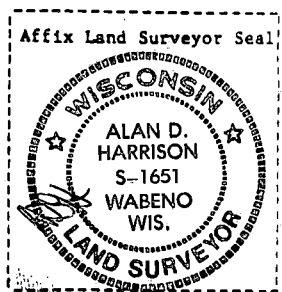 Affix Land Surveyor Seal
WISCONSIN
ALAN D.
HARRISON
S-1651
WABENO
WIS.
LAND SURVEYOR